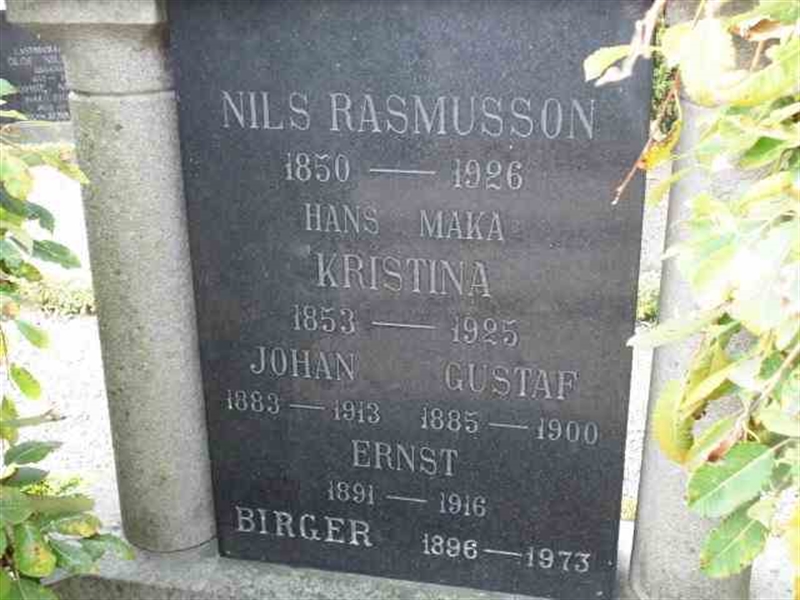 NILS RASMUSSON
1850 — 1926
HANS MAKA
KRISTINA
1853 — 1925
JOHAN GUSTAF
1883 — 1913 1885 — 1900
ERNST
1891 — 1916
BIRGER 1896 — 1973